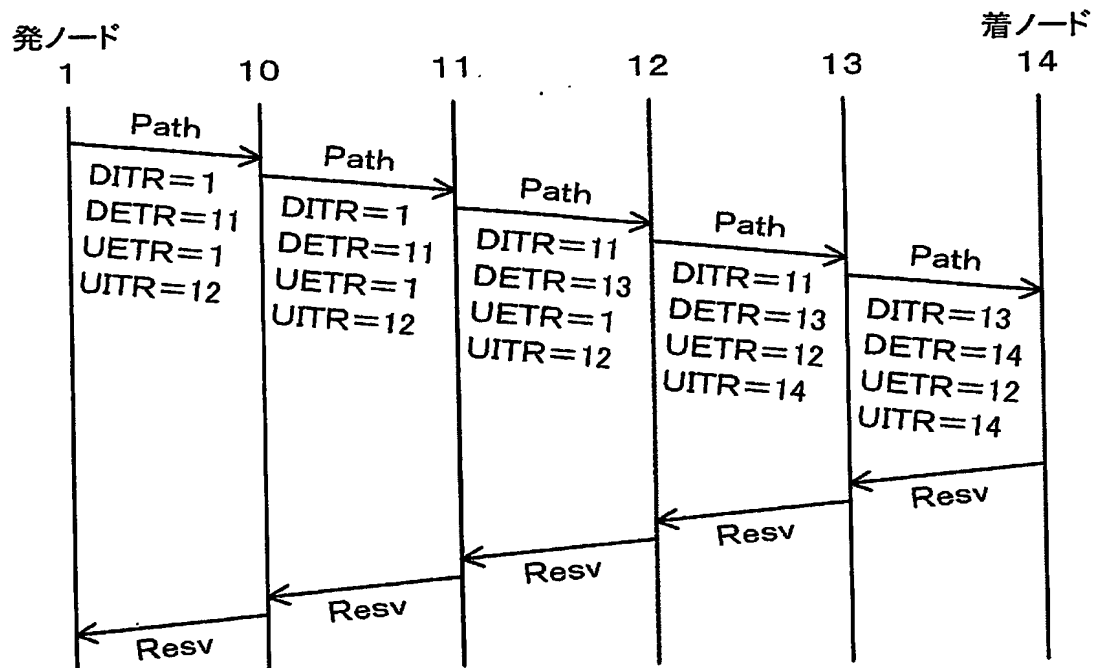 発ノード
着ノード
1
10
11
12
13
14
Path
DITR=1
DETR=11
UETR=1
UITR=12
Path
DITR=1
DETR=11
UETR=1
UITR=12
Path
DITR=11
DETR=13
UETR=1
UITR=12
Path
DITR=11
DETR=13
UETR=12
UITR=14
Path
DITR=13
DETR=14
UETR=12
UITR=14
Resv
Resv
Resv
Resv
Resv